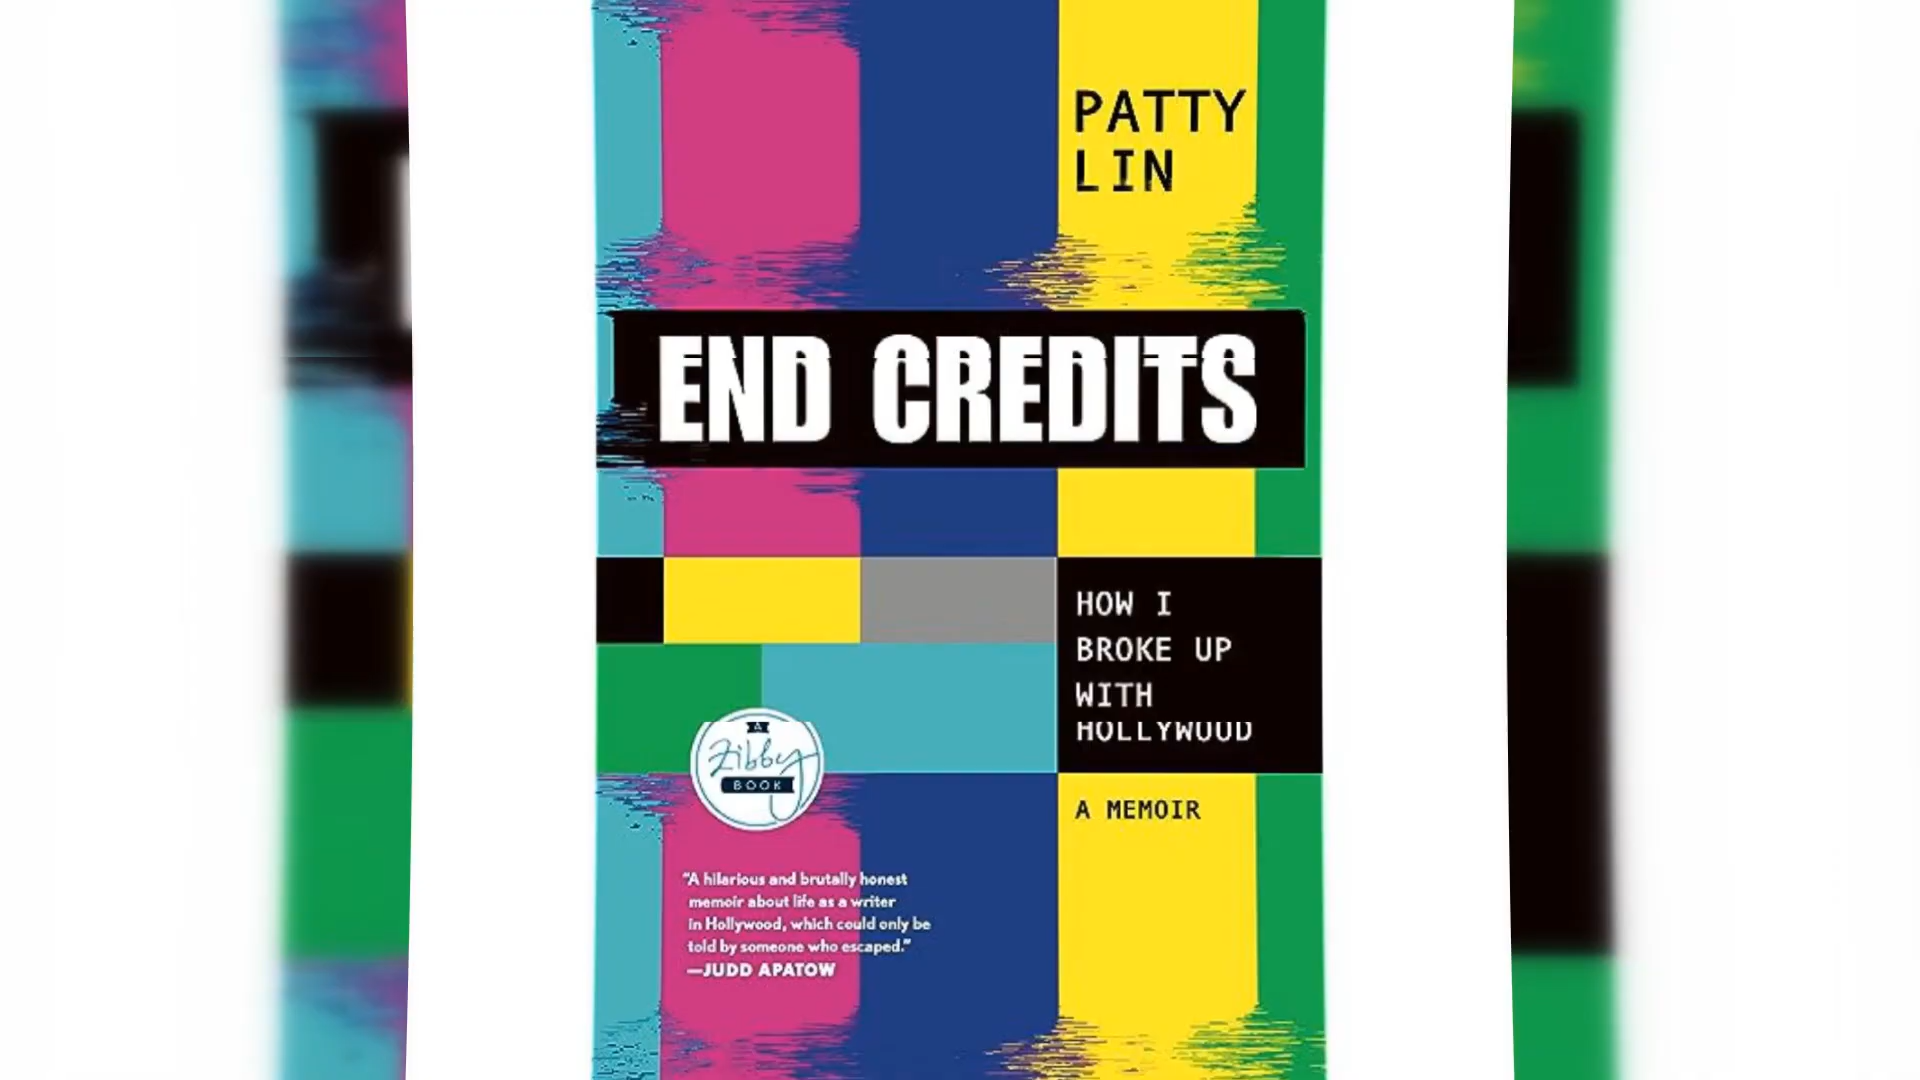 PATTY
LIN
END CREDITS
HOW I
BROKE UP
WITH
HOLLYWOOD
A
Zibby
BOOK
A MEMOIR
"A hilarious and brutally honest
memoir about life as a writer
in Hollywood, which could only be
told by someone who escaped."
—JUDD APATOW